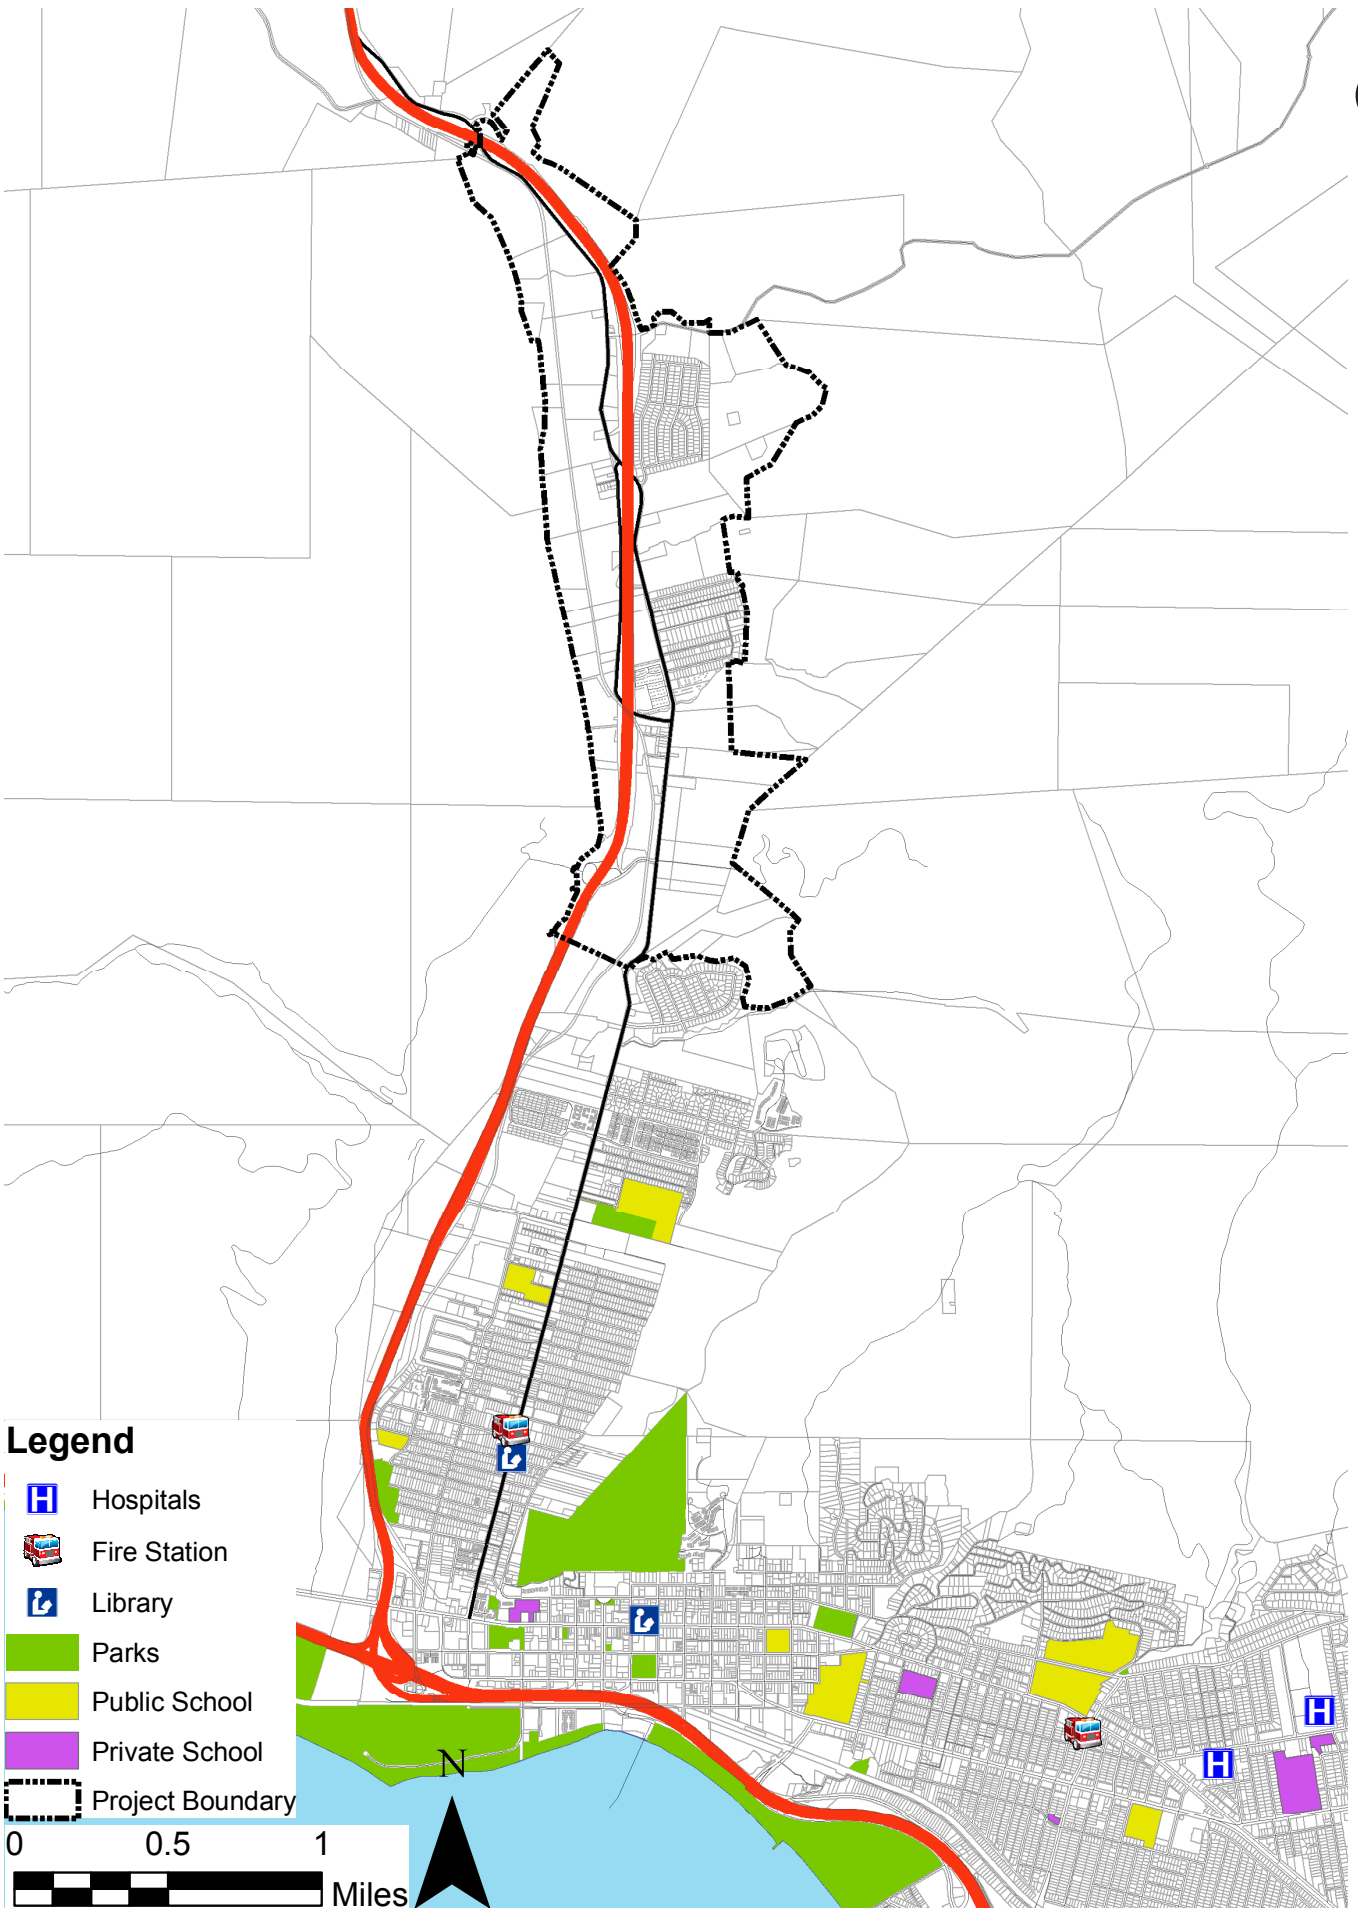 Legend
Hospitals
Fire Station
Library
Parks
Public School
Private School
Project Boundary
0 0.5 1
Miles
N
H
H
H